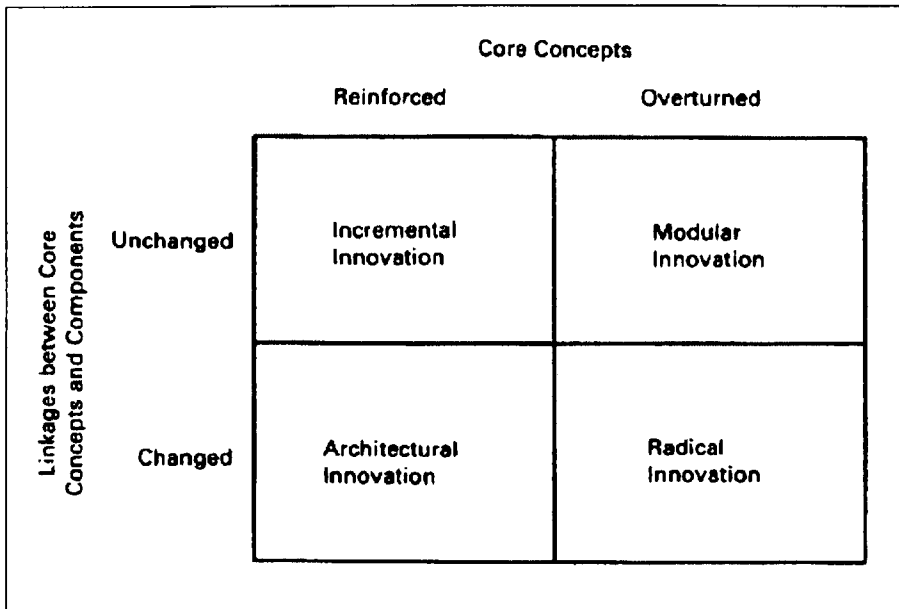 Core Concepts
Reinforced
Overturned
Linkages between Core
Concepts and Components
Unchanged
Incremental
Innovation
Modular
Innovation
Changed
Architectural
Innovation
Radical
Innovation